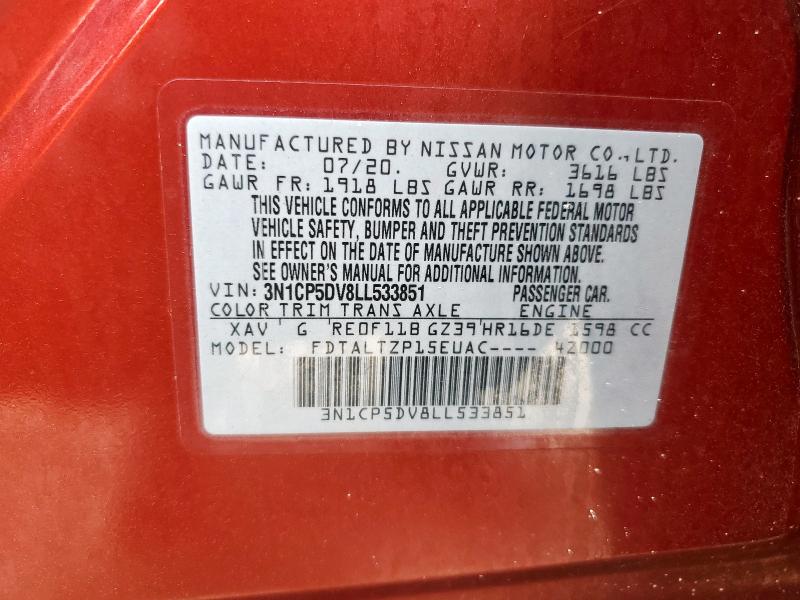 MANUFACTURED BY NISSAN MOTOR CO.,LTD.
DATE: 07/20. GVWR: 3616 LBS
GAWR FR: 1918 LBS GAWR RR: 1698 LBS
THIS VEHICLE CONFORMS TO ALL APPLICABLE FEDERAL MOTOR
VEHICLE SAFETY, BUMPER AND THEFT PREVENTION STANDARDS
IN EFFECT ON THE DATE OF MANUFACTURE SHOWN ABOVE.
SEE OWNER'S MANUAL FOR ADDITIONAL INFORMATION.
VIN: 3N1CP5DV8LL533851 PASSENGER CAR.
COLOR TRIM TRANS AXLE ENGINE
XAV G RE0F11B GZ39 HR16DE 1598 CC
MODEL: FDTALTZP15EUAC---- 42000
3N1CP5DV8LL533851